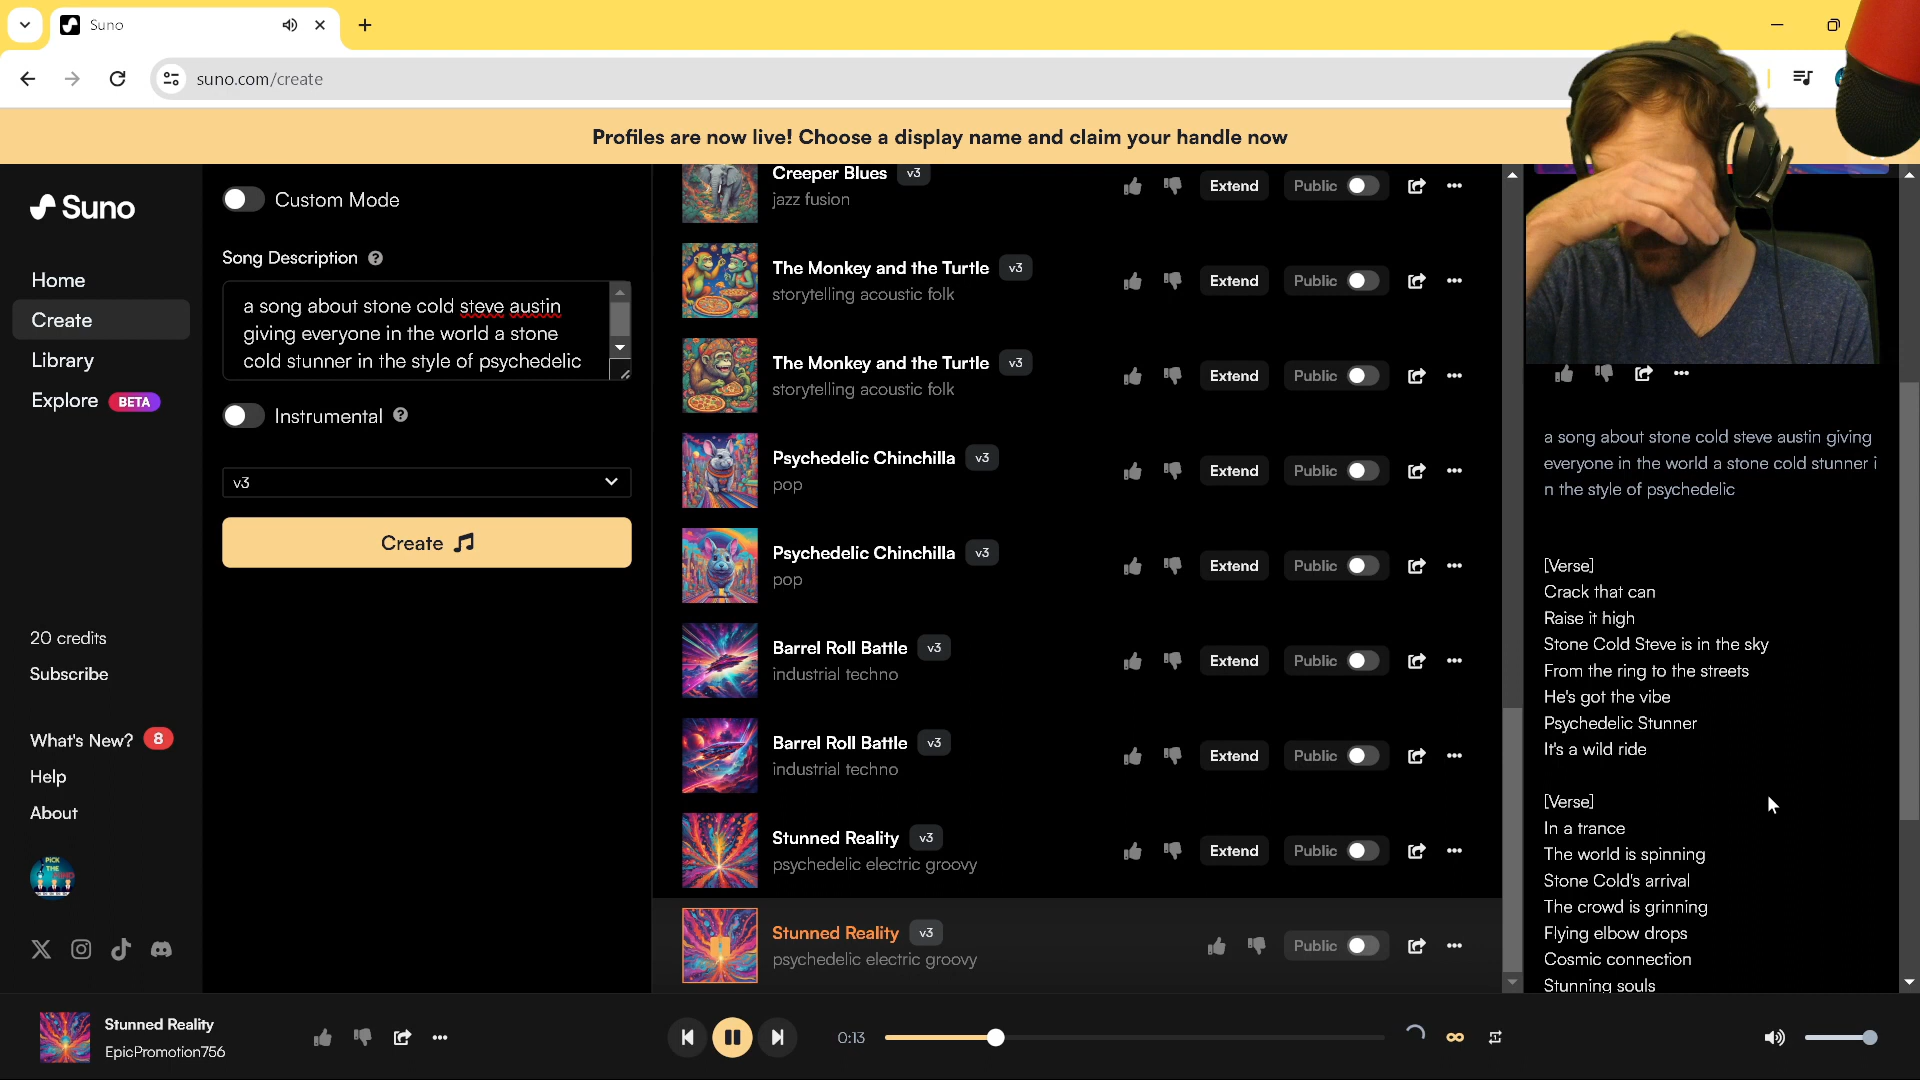 Suno
suno.com/create
Profiles are now live! Choose a display name and claim your handle now
Suno
Home
Create
Library
Explore BETA
20 credits
Subscribe
What's New? 8
Help
About
PICK
THE
Custom Mode
Song Description ?
a song about stone cold steve austin
giving everyone in the world a stone
cold stunner in the style of psychedelic
Instrumental ?
v3
Create
Creeper Blues v3
jazz fusion
Extend Public
The Monkey and the Turtle v3
storytelling acoustic folk
Extend Public
The Monkey and the Turtle v3
storytelling acoustic folk
Extend Public
Psychedelic Chinchilla v3
pop
Extend Public
Psychedelic Chinchilla v3
pop
Extend Public
Barrel Roll Battle v3
industrial techno
Extend Public
Barrel Roll Battle v3
industrial techno
Extend Public
Stunned Reality v3
psychedelic electric groovy
Extend Public
Stunned Reality v3
psychedelic electric groovy
Public
a song about stone cold steve austin giving
everyone in the world a stone cold stunner i
n the style of psychedelic
[Verse]
Crack that can
Raise it high
Stone Cold Steve is in the sky
From the ring to the streets
He's got the vibe
Psychedelic Stunner
It's a wild ride
[Verse]
In a trance
The world is spinning
Stone Cold's arrival
The crowd is grinning
Flying elbow drops
Cosmic connection
Stunning souls
Stunned Reality
EpicPromotion756
0:13